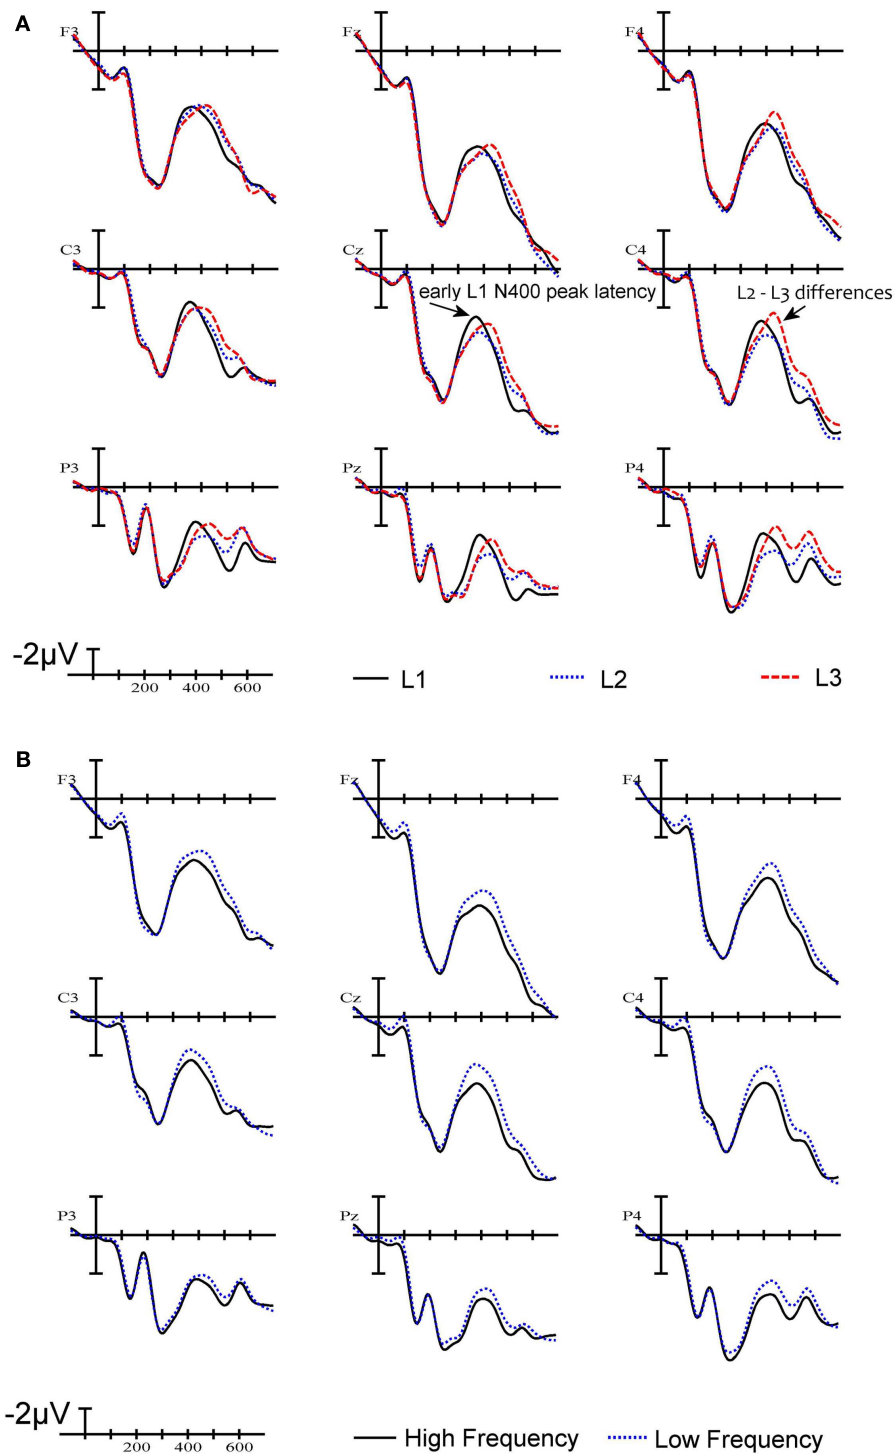 A
F3 Fz F4
C3 Cz C4
early L1 N400 peak latency L2 - L3 differences
P3 Pz P4
-2µV
200 400 600
L1 L2 L3
B
F3 Fz F4
C3 Cz C4
P3 Pz P4
-2µV
200 400 600
High Frequency Low Frequency